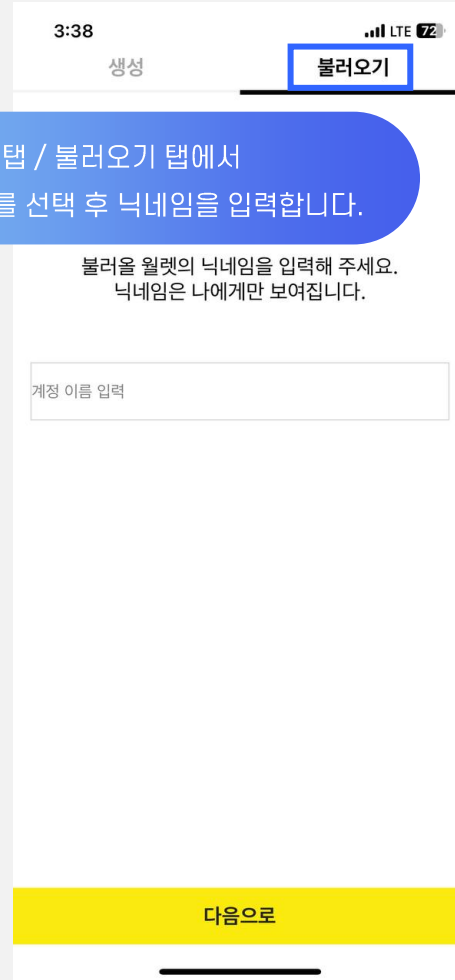 3:38
LTE 72
생성
불러오기
탭 / 불러오기 탭에서
를 선택 후 닉네임을 입력합니다.
불러올 월렛의 닉네임을 입력해 주세요.
닉네임은 나에게만 보여집니다.
계정 이름 입력
다음으로